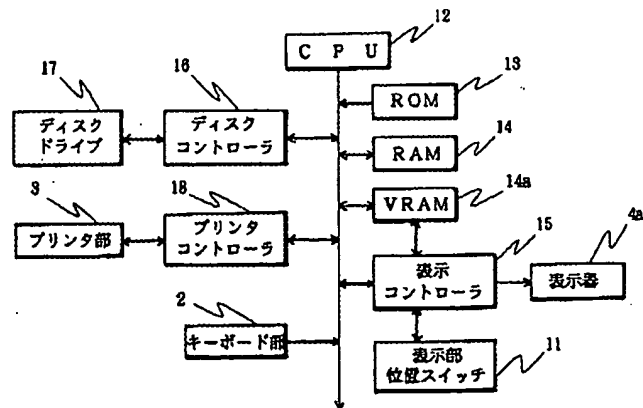 12
C P U
17
16
13
ディスク
ドライブ
ディスク
コントローラ
ROM
14
RAM
3
18
14a
VRAM
プリンタ部
プリンタ
コントローラ
15
4a
表示
コントローラ
表示器
2
キーボード部
表示部
位置スイッチ
11